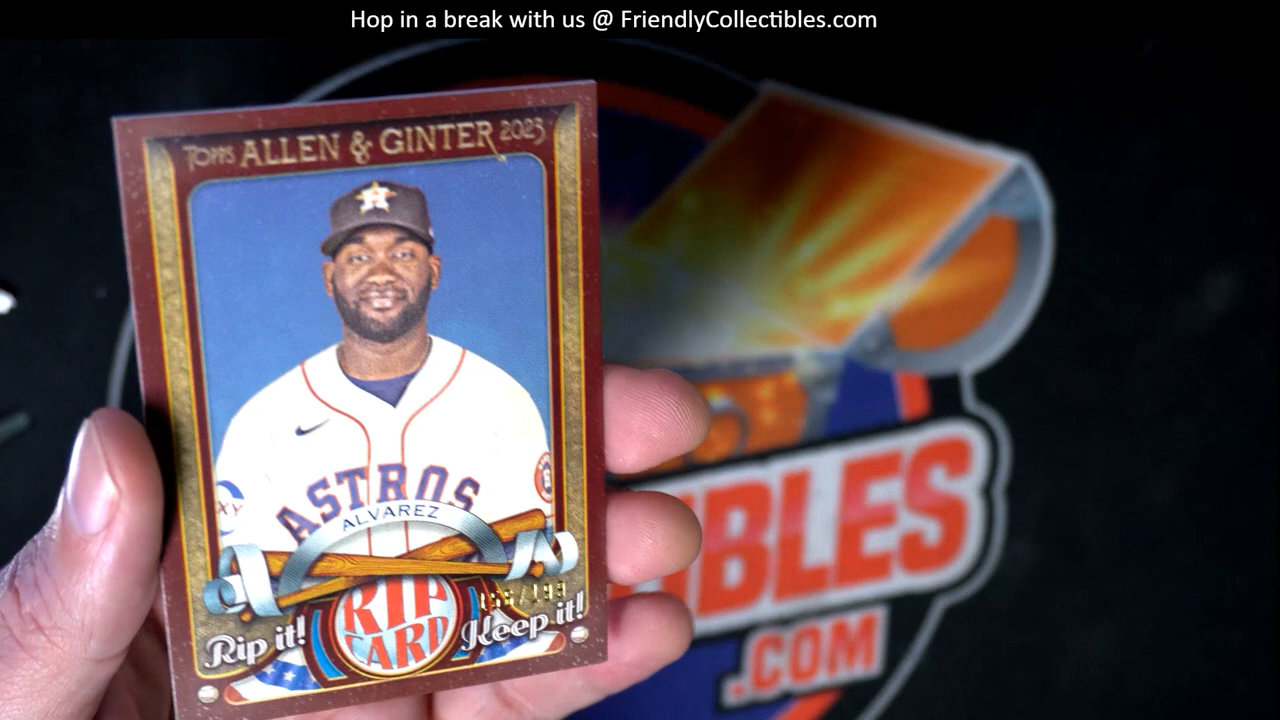 Hop in a break with us @ FriendlyCollectibles.com
TOPPS ALLEN & GINTER 2023
ASTROS
ALVAREZ
RIP CARD
Rip it! Keep it!
IBLES
.COM